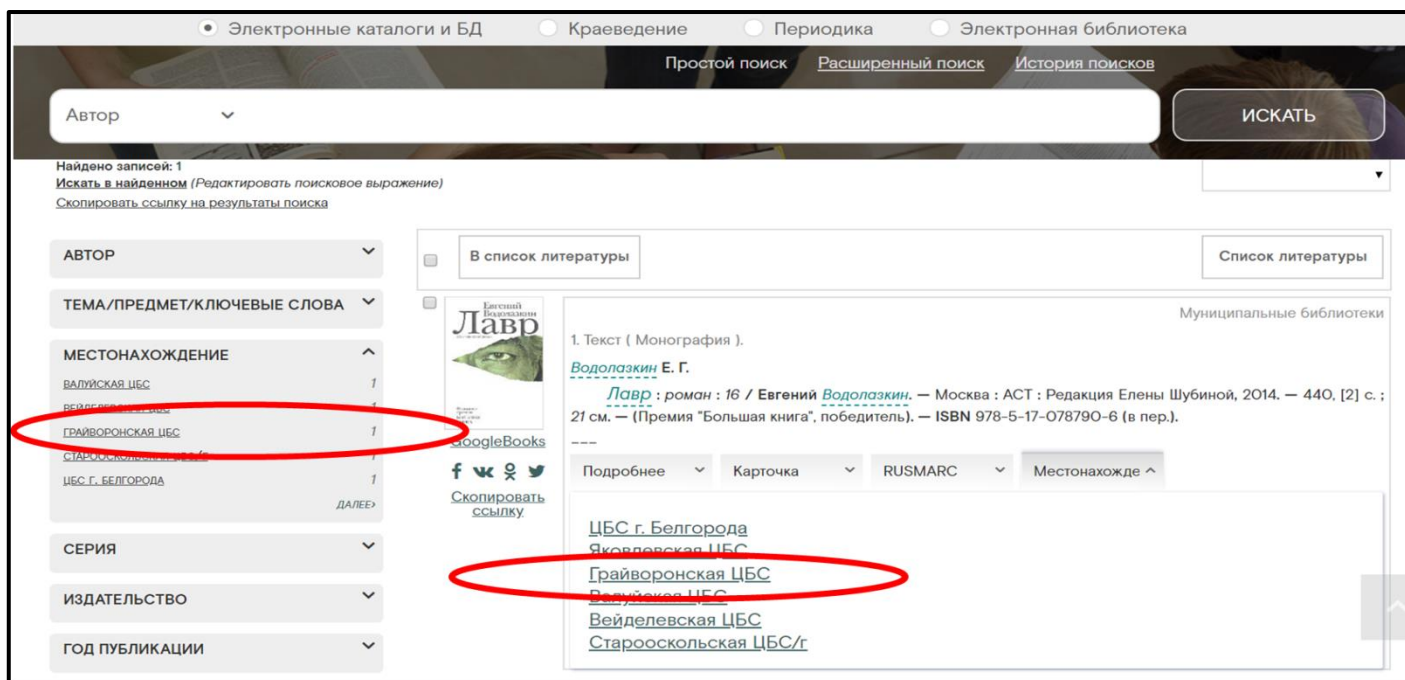 Электронные каталоги и БД Краеведение Периодика Электронная библиотека
Простой поиск Расширенный поиск История поисков
Автор ИСКАТЬ
Найдено записей: 1
Искать в найденном (Редактировать поисковое выражение)
Скопировать ссылку на результаты поиска
АВТОР
ТЕМА/ПРЕДМЕТ/КЛЮЧЕВЫЕ СЛОВА
МЕСТОНАХОЖДЕНИЕ
ВАЛУЙСКАЯ ЦБС 1
ВЕЙДЕЛЕВСКАЯ ЦБС 1
ГРАЙВОРОНСКАЯ ЦБС 1
СТАРООСКОЛЬСКАЯ ЦБС/Г 1
ЦБС Г. БЕЛГОРОДА 1
ДАЛЕЕ>
СЕРИЯ
ИЗДАТЕЛЬСТВО
ГОД ПУБЛИКАЦИИ
В список литературы Список литературы
Евгений
Водолазкин
Лавр
GoogleBooks
Скопировать
ссылку
Муниципальные библиотеки
1. Текст ( Монография ).
Водолазкин Е. Г.
Лавр : роман : 16 / Евгений Водолазкин. — Москва : АСТ : Редакция Елены Шубиной, 2014. — 440, [2] с. ;
21 см. — (Премия "Большая книга", победитель). — ISBN 978-5-17-078790-6 (в пер.).
---
Подробнее Карточка RUSMARC Местонахожде
ЦБС г. Белгорода
Яковлевская ЦБС
Грайворонская ЦБС
Валуйская ЦБС
Вейделевская ЦБС
Старооскольская ЦБС/г